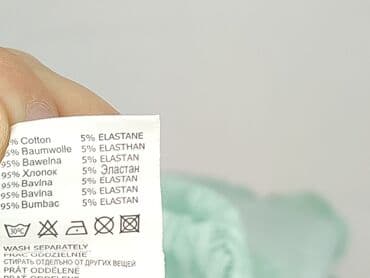 % Cotton 5% ELASTANE
% Baumwolle 5% ELASTHAN
95% Bawełna 5% ELASTAN
95% Хлопок 5% Эластан
95% Bavlna 5% ELASTAN
95% Bavlna 5% ELASTAN
95% Bumbac 5% ELASTAN
30°C
WASH SEPARATELY
PRAĆ ODDZIELNIE
СТИРАТЬ ОТДЕЛЬНО ОТ ДРУГИХ ВЕЩЕЙ
PRÁT ODDĚLENĚ